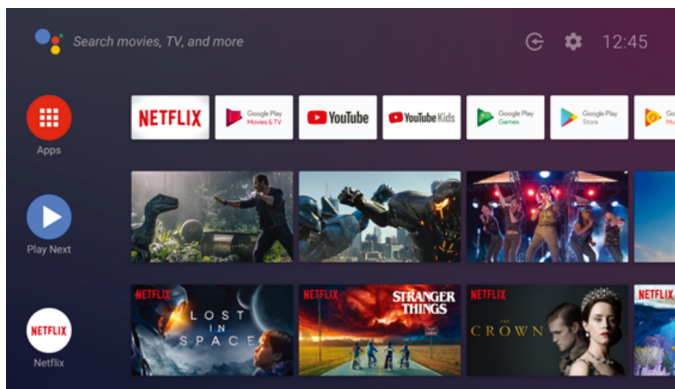 Search movies, TV, and more
12:45
Apps
NETFLIX
Google Play
Movies & TV
YouTube
YouTube Kids
Google Play
Games
Google Play
Store
Play Next
NETFLIX
Netflix
NETFLIX
LOST
IN
SPACE
NETFLIX
STRANGER
THINGS
NETFLIX
THE
CROWN
NETFLIX